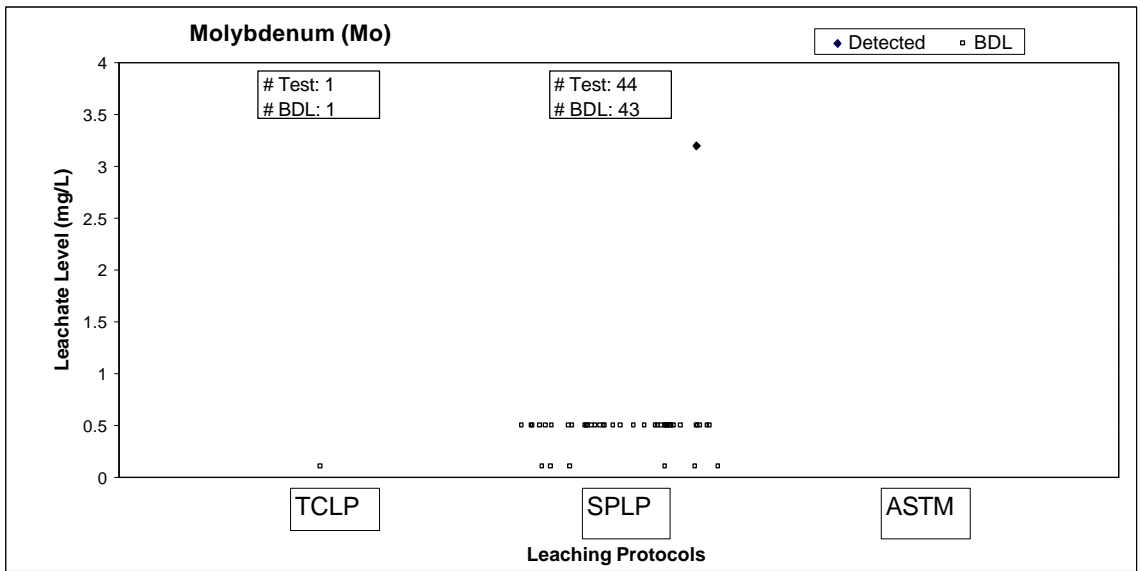 Molybdenum (Mo)
Detected BDL
# Test: 1
# BDL: 1
# Test: 44
# BDL: 43
Leachate Level (mg/L)
4
3.5
3
2.5
2
1.5
1
0.5
0
TCLP SPLP ASTM
Leaching Protocols